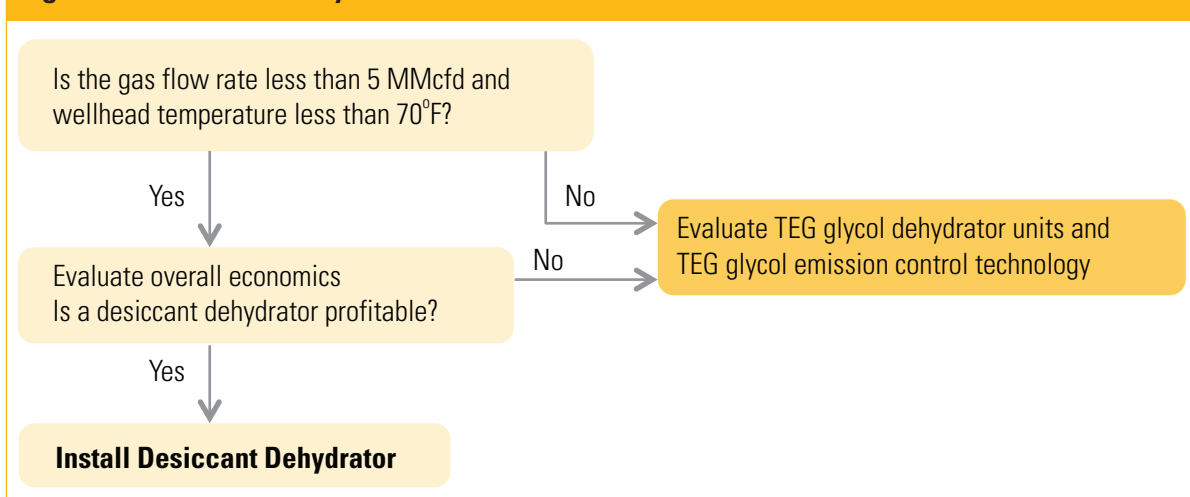 Is the gas flow rate less than 5 MMcfd and
wellhead temperature less than 70°F?
Yes
No
Evaluate TEG glycol dehydrator units and
TEG glycol emission control technology
Evaluate overall economics
Is a desiccant dehydrator profitable?
No
Yes
Install Desiccant Dehydrator